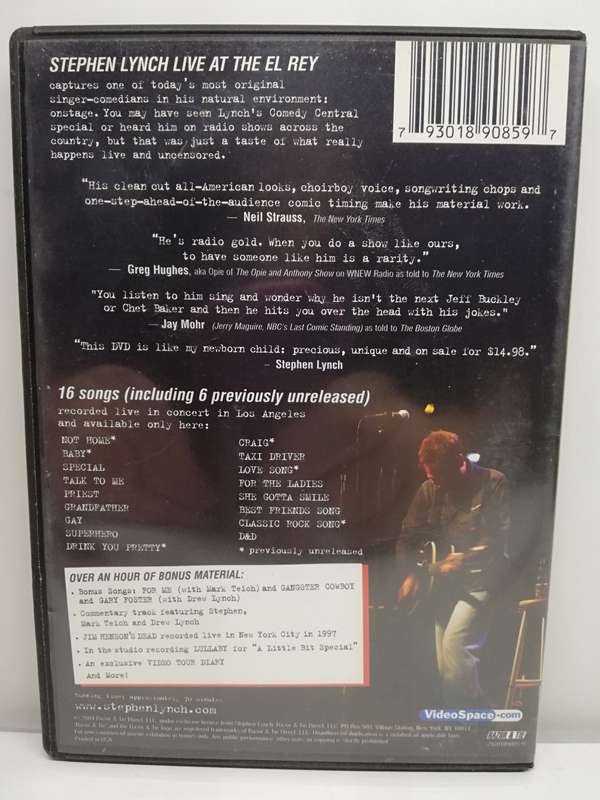 STEPHEN LYNCH LIVE AT THE EL REY
captures one of today's most original
singer-comedians in his natural environment:
onstage. You may have seen Lynch's Comedy Central
special or heard him on radio shows across the
country, but that was just a taste of what really
happens live and uncensored.
7 93018 90859 7
"His clean cut all-American looks, choirboy voice, songwriting chops and
one-step-ahead-of-the-audience comic timing make his material work.
— Neil Strauss, The New York Times
"He's radio gold. When you do a show like ours,
to have someone like him is a rarity."
— Greg Hughes, aka Opie of The Opie and Anthony Show on WNEW Radio as told to The New York Times
"You listen to him sing and wonder why he isn't the next Jeff Buckley
or Chet Baker and then he hits you over the head with his jokes."
— Jay Mohr (Jerry Maguire, NBC's Last Comic Standing) as told to The Boston Globe
"This DVD is like my newborn child: precious, unique and on sale for $14.98."
— Stephen Lynch
16 songs (including 6 previously unreleased)
recorded live in concert in Los Angeles
and available only here:
NOT HOME*
BABY*
SPECIAL
TALK TO ME
PRIEST
GRANDFATHER
GAY
SUPERHERO
DRINK YOU PRETTY*
CRAIG*
TAXI DRIVER
LOVE SONG*
FOR THE LADIES
SHE GOTTA SMILE
BEST FRIENDS SONG
CLASSIC ROCK SONG*
D&D
* previously unreleased
OVER AN HOUR OF BONUS MATERIAL:
• Bonus Songs: FOR ME (with Mark Teich) and GANGSTER COWBOY
and GARY FOSTER (with Drew Lynch)
• Commentary track featuring Stephen,
Mark Teich and Drew Lynch
• JIM HENSON'S DEAD recorded live in New York City in 1997
• In the studio recording LULLABY for "A Little Bit Special"
• An exclusive VIDEO TOUR DIARY
And More!
Running time: approximately 70 minutes
www.stephenlynch.com
VideoSpace.com
RAZOR & TIE